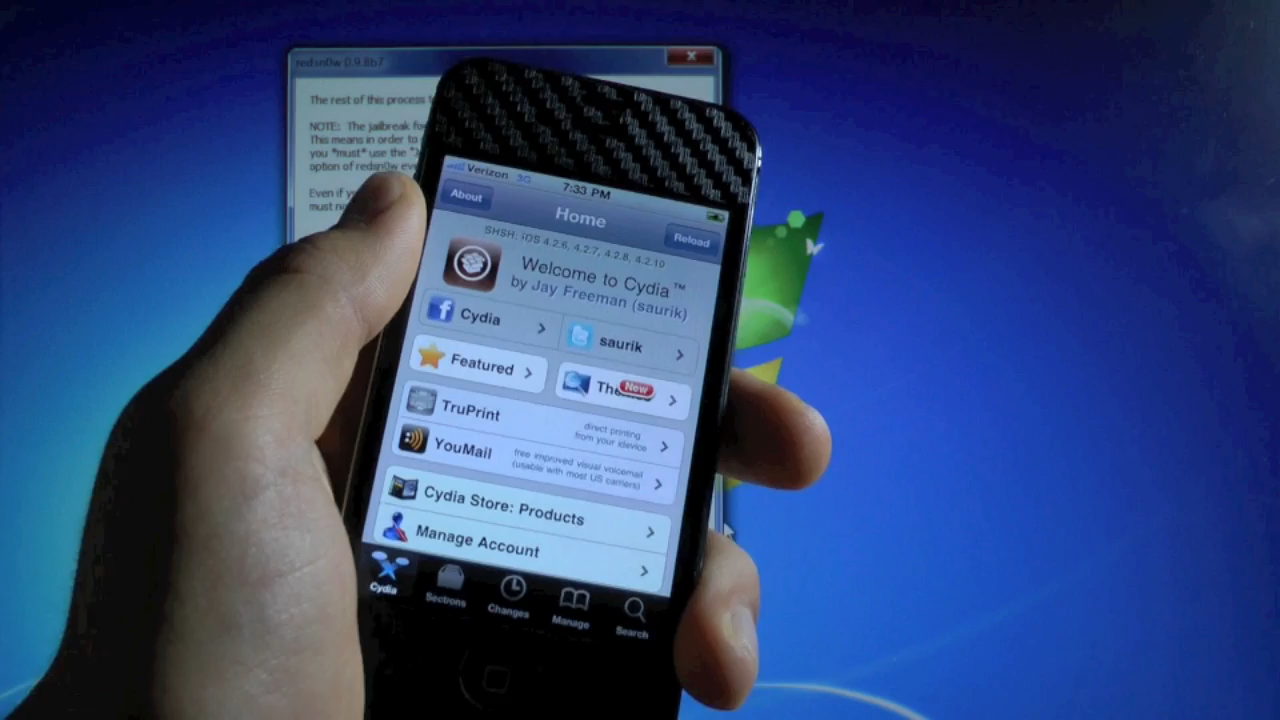 redsn0w 0.9.8b7
The rest of this process
NOTE: The jailbreak
This means in order to
you *must* use the
option of redsn0w
Even if
must
Verizon 3G
7:33 PM
About
Home
Reload
SHSH: iOS 4.2.6, 4.2.7, 4.2.8, 4.2.10
Welcome to Cydia™
by Jay Freeman (saurik)
Cydia
saurik
Featured
New
TruPrint
direct printing
from your idevice
YouMail
free improved visual voicemail
(usable with most US carriers)
Cydia Store: Products
Manage Account
Cydia
Sections
Changes
Manage
Search